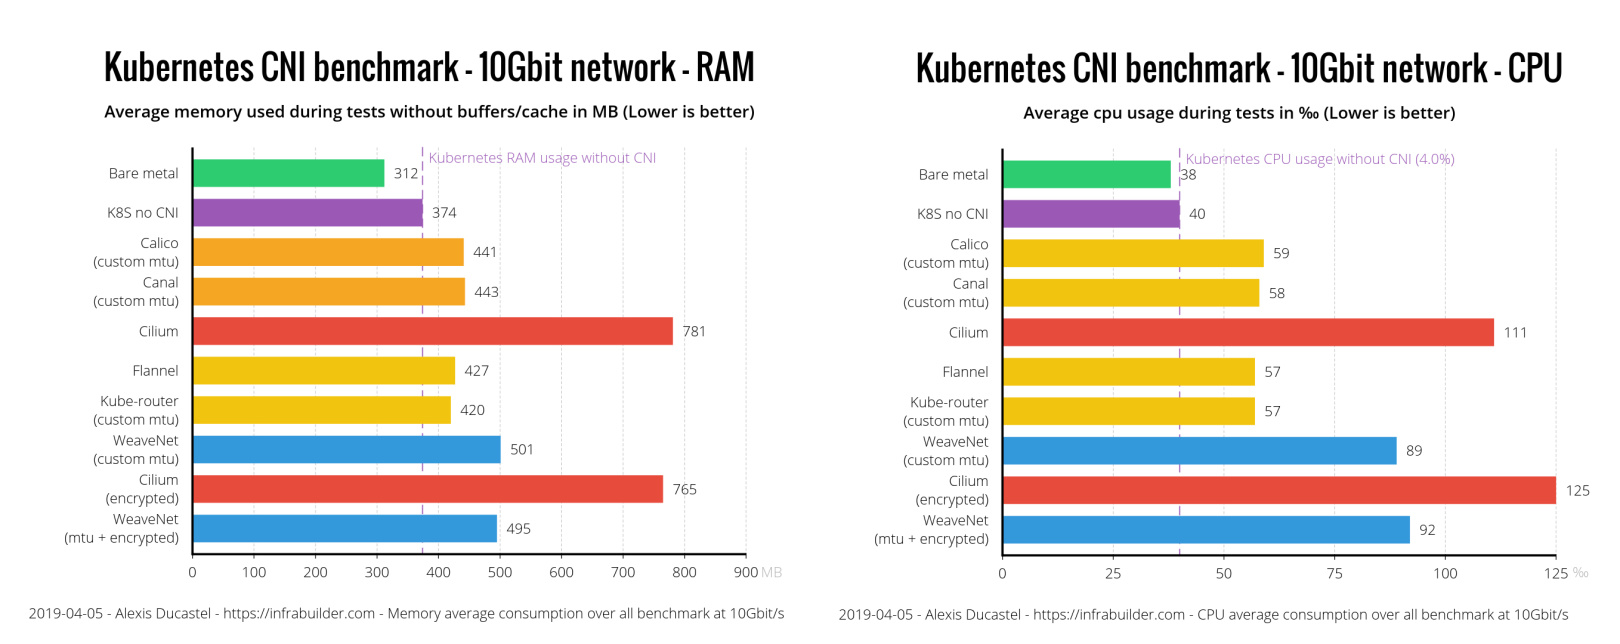 Kubernetes CNI benchmark - 10Gbit network - RAM
Average memory used during tests without buffers/cache in MB (Lower is better)
Kubernetes RAM usage without CNI
Bare metal 312
K8S no CNI 374
Calico
(custom mtu) 441
Canal
(custom mtu) 443
Cilium 781
Flannel 427
Kube-router
(custom mtu) 420
WeaveNet
(custom mtu) 501
Cilium
(encrypted) 765
WeaveNet
(mtu + encrypted) 495
0 100 200 300 400 500 600 700 800 900 MB
2019-04-05 - Alexis Ducastel - https://infrabuilder.com - Memory average consumption over all benchmark at 10Gbit/s
Kubernetes CNI benchmark - 10Gbit network - CPU
Average cpu usage during tests in ‰ (Lower is better)
Kubernetes CPU usage without CNI (4.0%)
Bare metal 38
K8S no CNI 40
Calico
(custom mtu) 59
Canal
(custom mtu) 58
Cilium 111
Flannel 57
Kube-router
(custom mtu) 57
WeaveNet
(custom mtu) 89
Cilium
(encrypted) 125
WeaveNet
(mtu + encrypted) 92
0 25 50 75 100 125 ‰
2019-04-05 - Alexis Ducastel - https://infrabuilder.com - CPU average consumption over all benchmark at 10Gbit/s